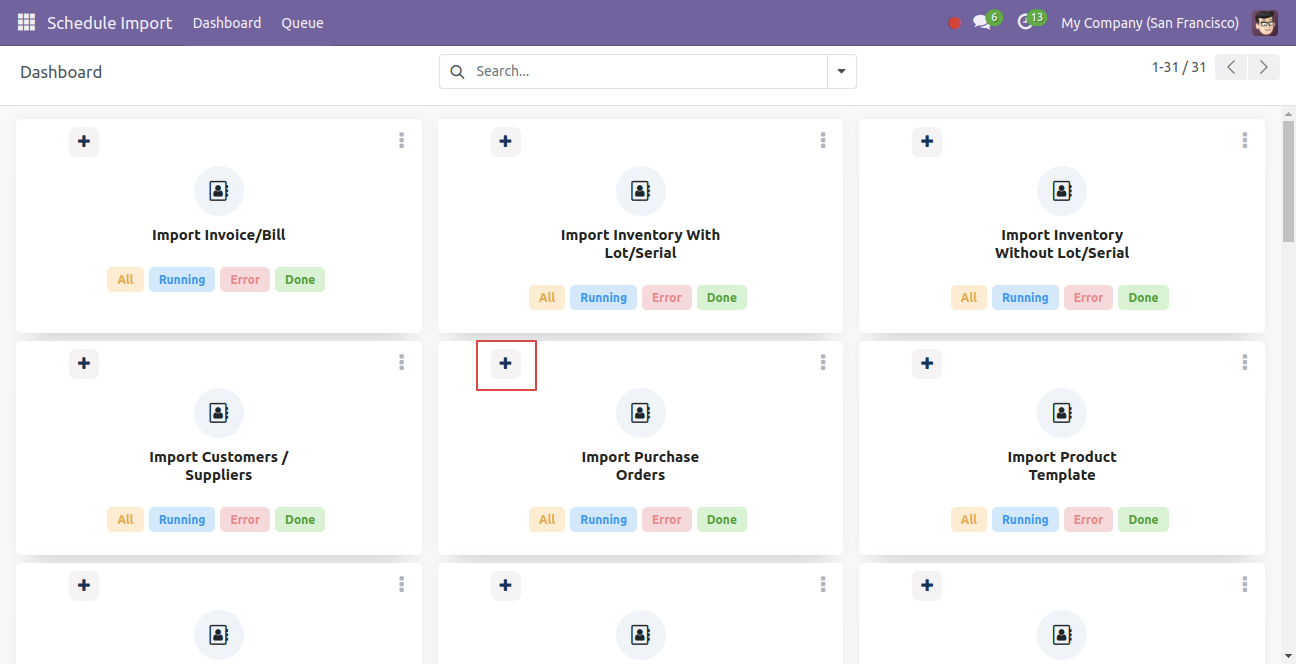 Schedule Import Dashboard Queue 6 13 My Company (San Francisco)
Dashboard Search... 1-31 / 31
Import Invoice/Bill
All Running Error Done
Import Inventory With
Lot/Serial
All Running Error Done
Import Inventory
Without Lot/Serial
All Running Error Done
Import Customers /
Suppliers
All Running Error Done
Import Purchase
Orders
All Running Error Done
Import Product
Template
All Running Error Done